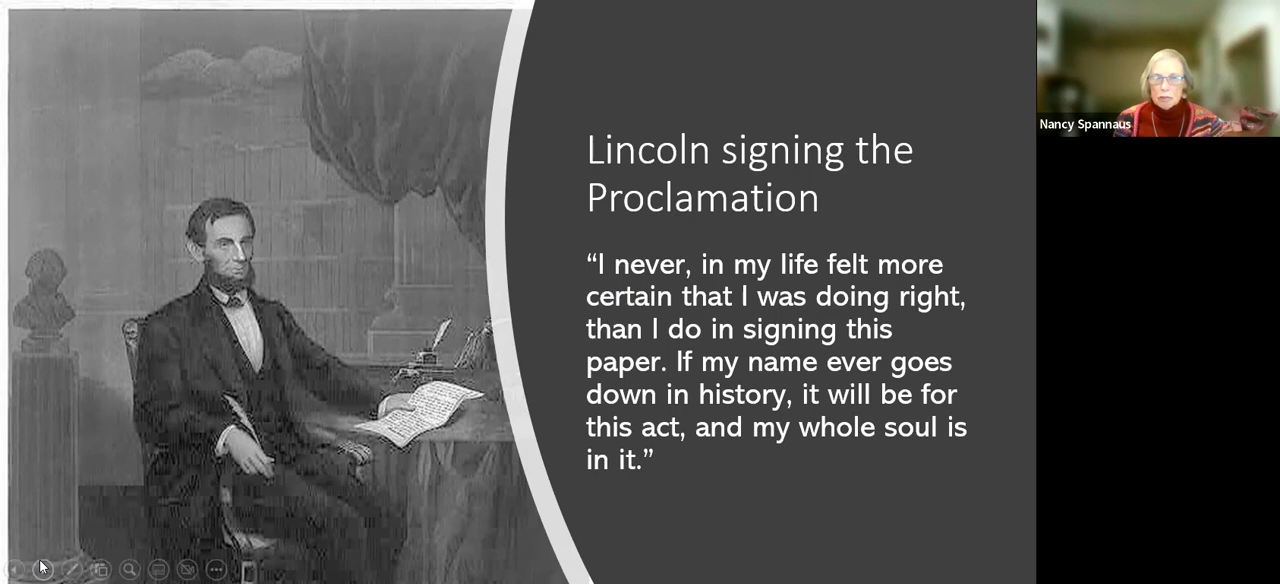 Lincoln signing the
Proclamation
“I never, in my life felt more
certain that I was doing right,
than I do in signing this
paper. If my name ever goes
down in history, it will be for
this act, and my whole soul is
in it.”
Nancy Spannaus